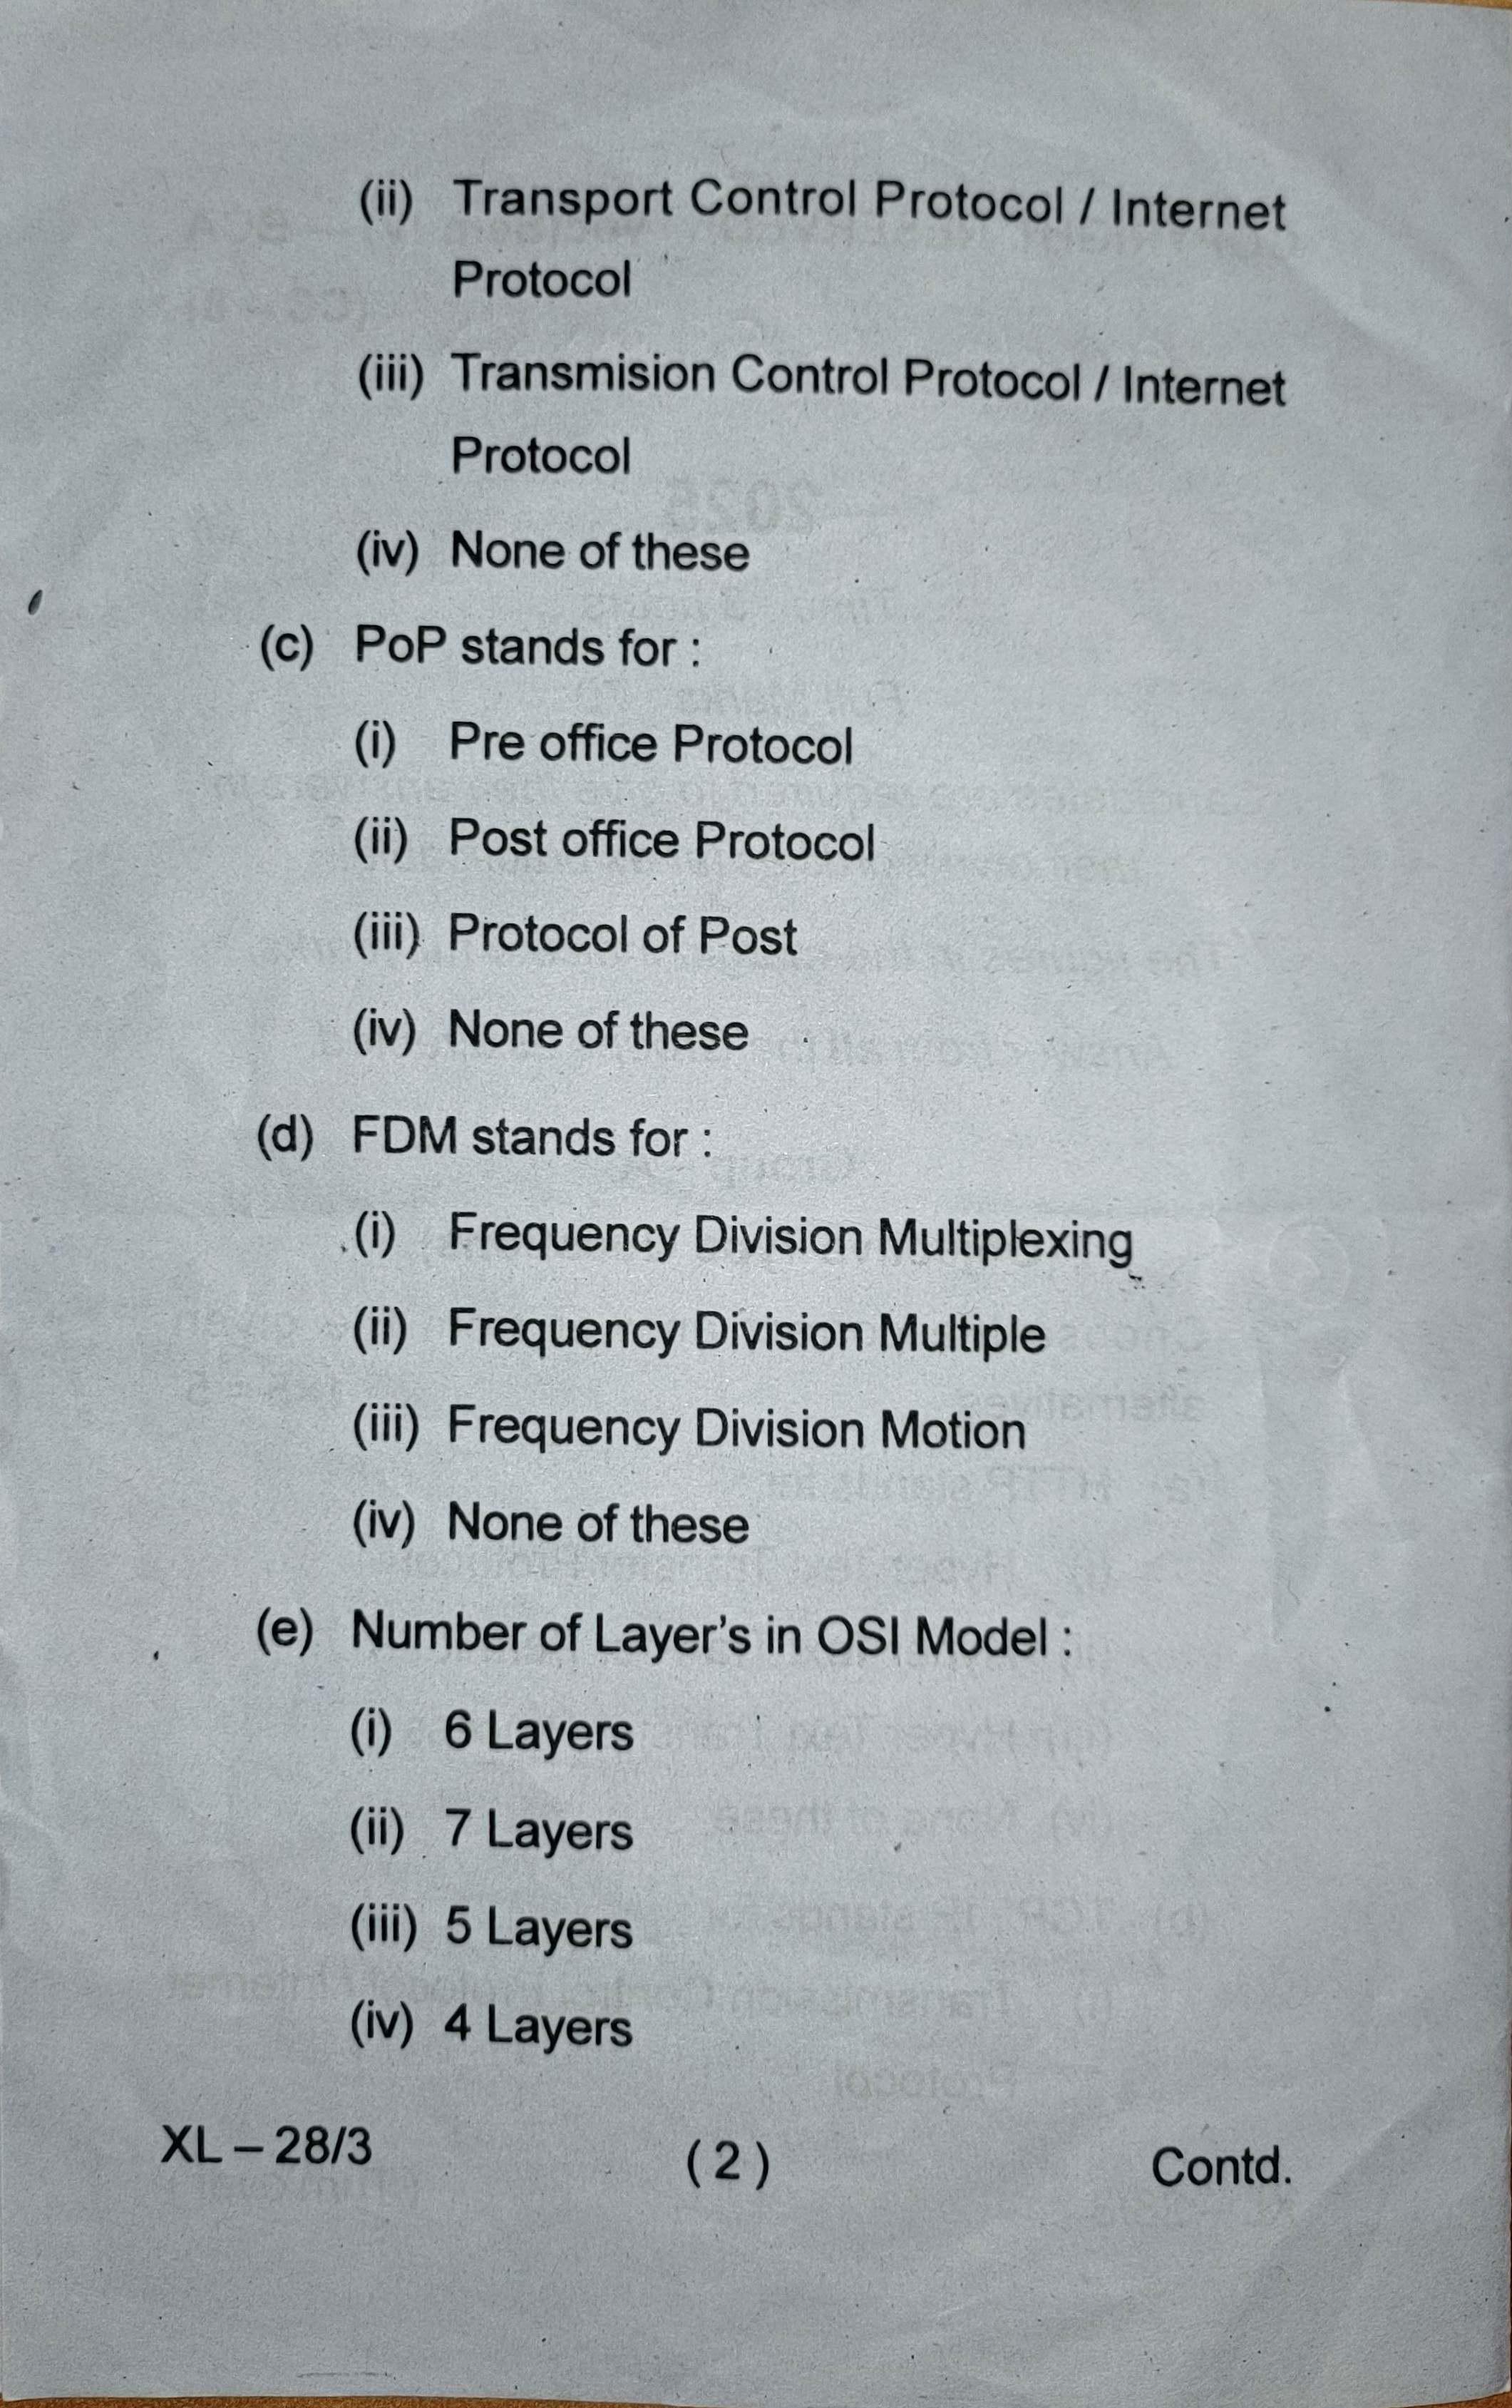 (ii) Transport Control Protocol / Internet
Protocol
(iii) Transmision Control Protocol / Internet
Protocol
(iv) None of these
(c) PoP stands for :
(i) Pre office Protocol
(ii) Post office Protocol
(iii) Protocol of Post
(iv) None of these
(d) FDM stands for :
(i) Frequency Division Multiplexing
(ii) Frequency Division Multiple
(iii) Frequency Division Motion
(iv) None of these
(e) Number of Layer's in OSI Model :
(i) 6 Layers
(ii) 7 Layers
(iii) 5 Layers
(iv) 4 Layers
XL – 28/3 ( 2 ) Contd.